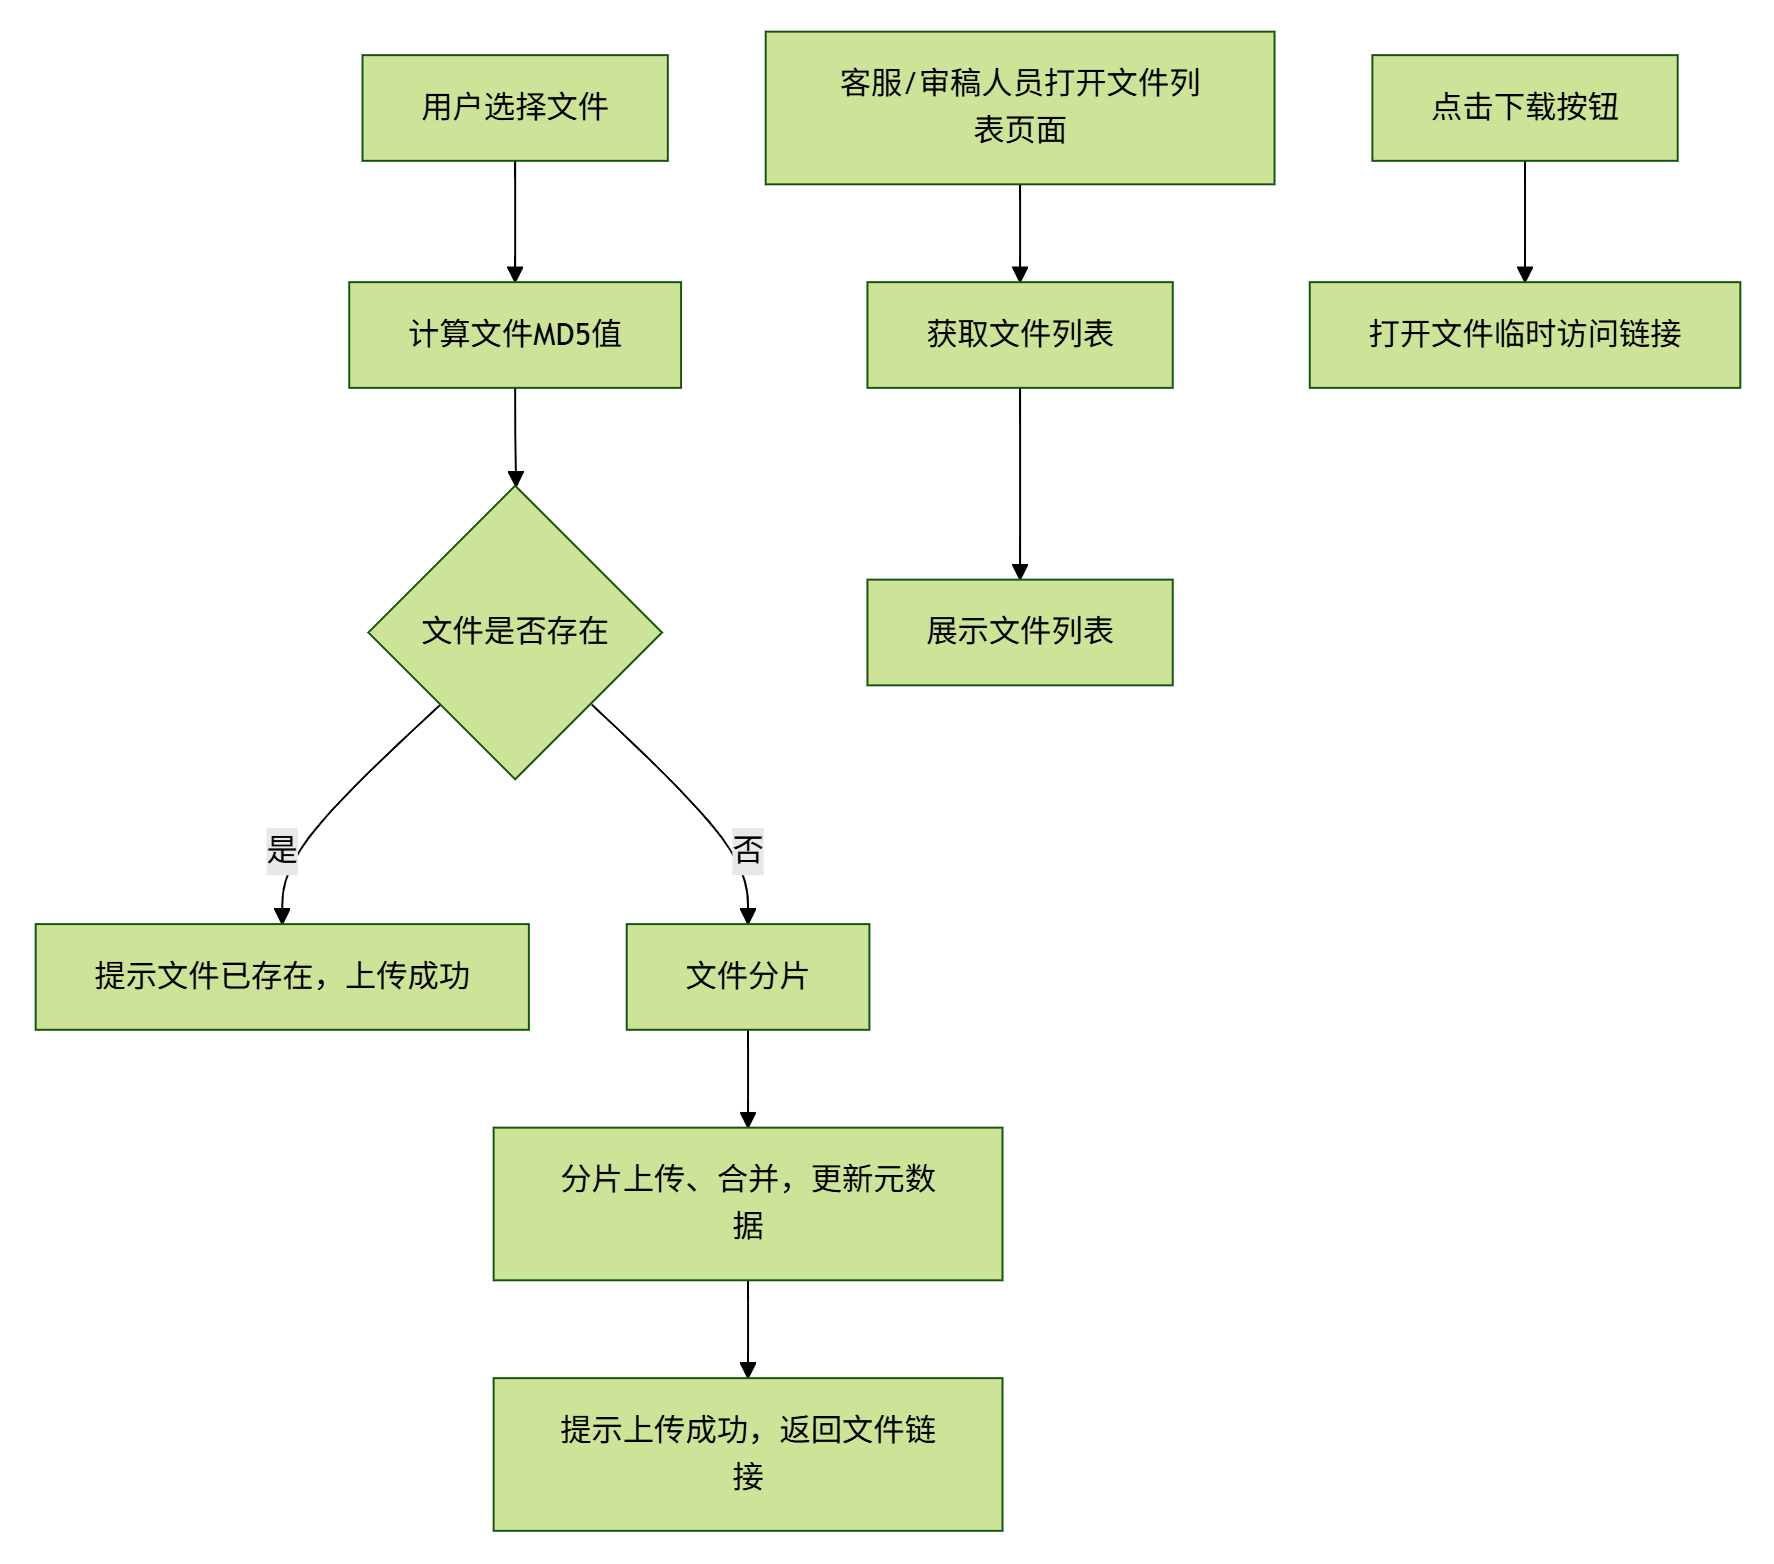 用户选择文件
计算文件MD5值
文件是否存在
是
否
提示文件已存在，上传成功
文件分片
分片上传、合并，更新元数
据
提示上传成功，返回文件链
接
客服/审稿人员打开文件列
表页面
获取文件列表
展示文件列表
点击下载按钮
打开文件临时访问链接